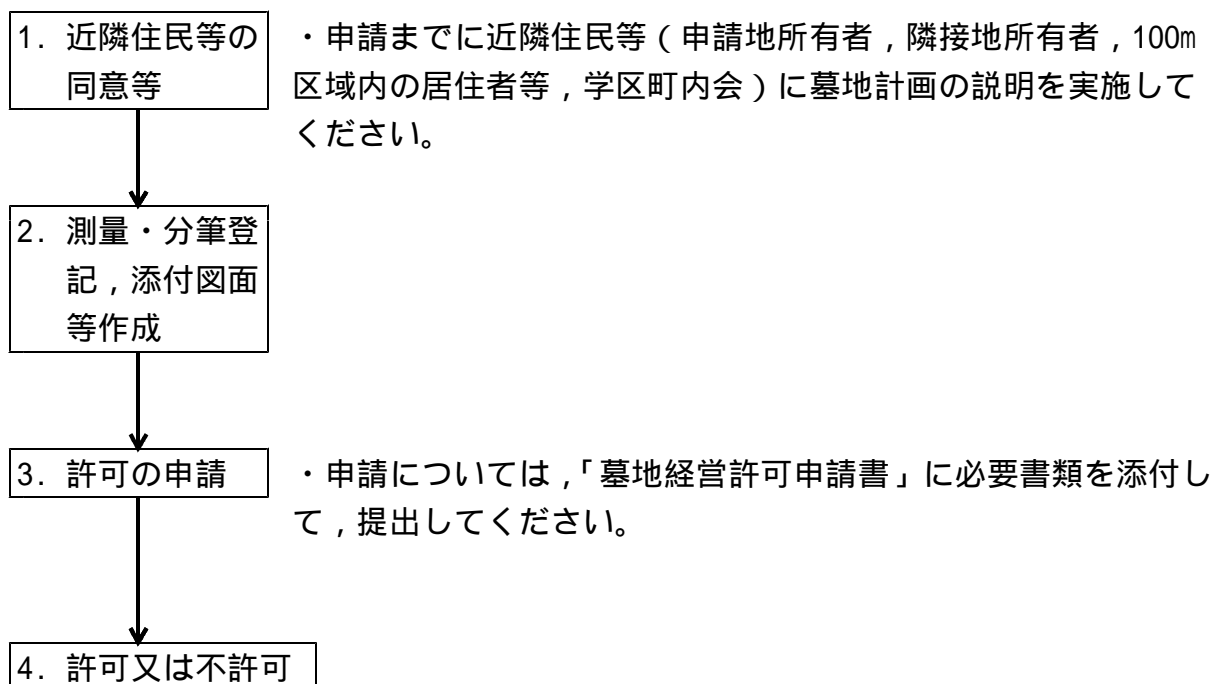 1. 近隣住民等の
同意等
・申請までに近隣住民等(申請地所有者,隣接地所有者,100m
区域内の居住者等,学区町内会)に墓地計画の説明を実施して
ください。
2. 測量・分筆登
記,添付図面
等作成
3. 許可の申請
・申請については,「墓地経営許可申請書」に必要書類を添付し
て,提出してください。
4. 許可又は不許可